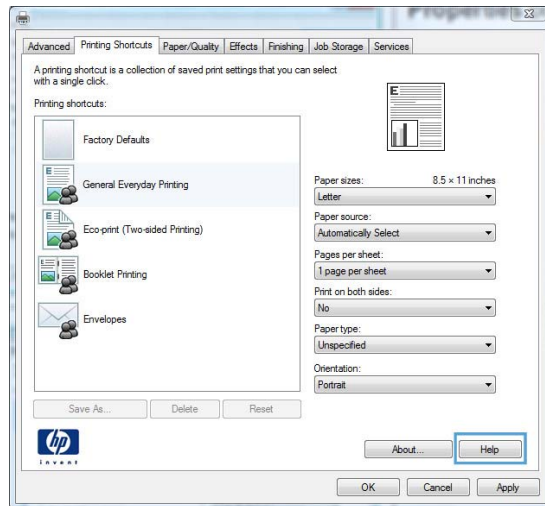 Properties
Advanced Printing Shortcuts Paper/Quality Effects Finishing Job Storage Services
A printing shortcut is a collection of saved print settings that you can select
with a single click.
Printing shortcuts:
Factory Defaults
General Everyday Printing
Eco-print (Two-sided Printing)
Booklet Printing
Envelopes
E
Paper sizes: 8.5 × 11 inches
Letter
Paper source:
Automatically Select
Pages per sheet:
1 page per sheet
Print on both sides:
No
Paper type:
Unspecified
Orientation:
Portrait
Save As... Delete Reset
hp
invent
About... Help
OK Cancel Apply